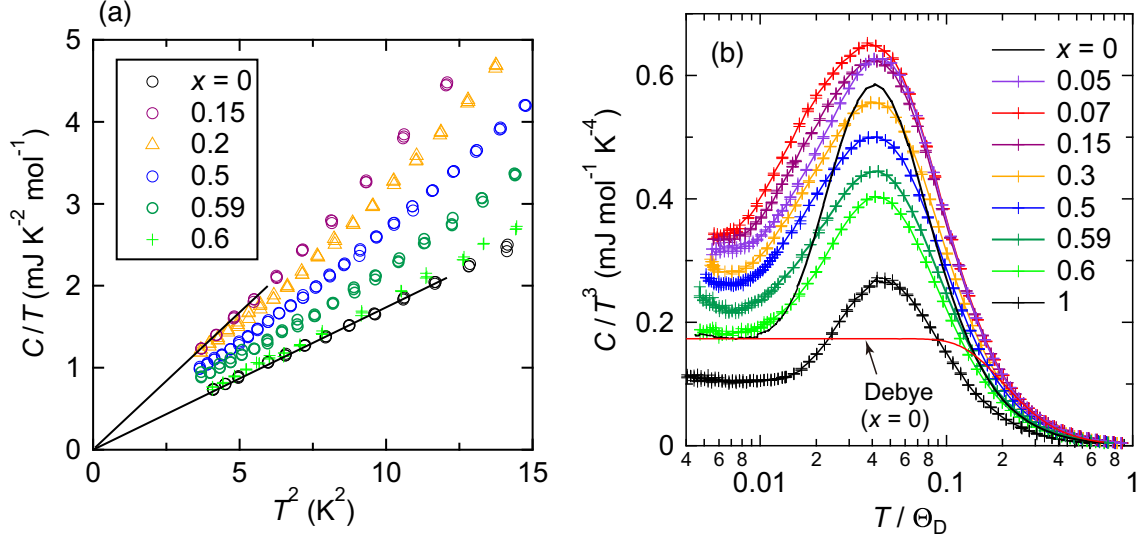 (a)
5
4
3
2
1
0
0
5
10
15
C/T (mJ K⁻² mol⁻¹)
T² (K²)
x = 0
0.15
0.2
0.5
0.59
0.6
(b)
0.6
0.4
0.2
0
4 6 8 2 4 6 8 2 4 6 8
0.01 0.1 1
C/T³ (mJ mol⁻¹ K⁻⁴)
T / Θ_D
x = 0
0.05
0.07
0.15
0.3
0.5
0.59
0.6
1
Debye
(x = 0)